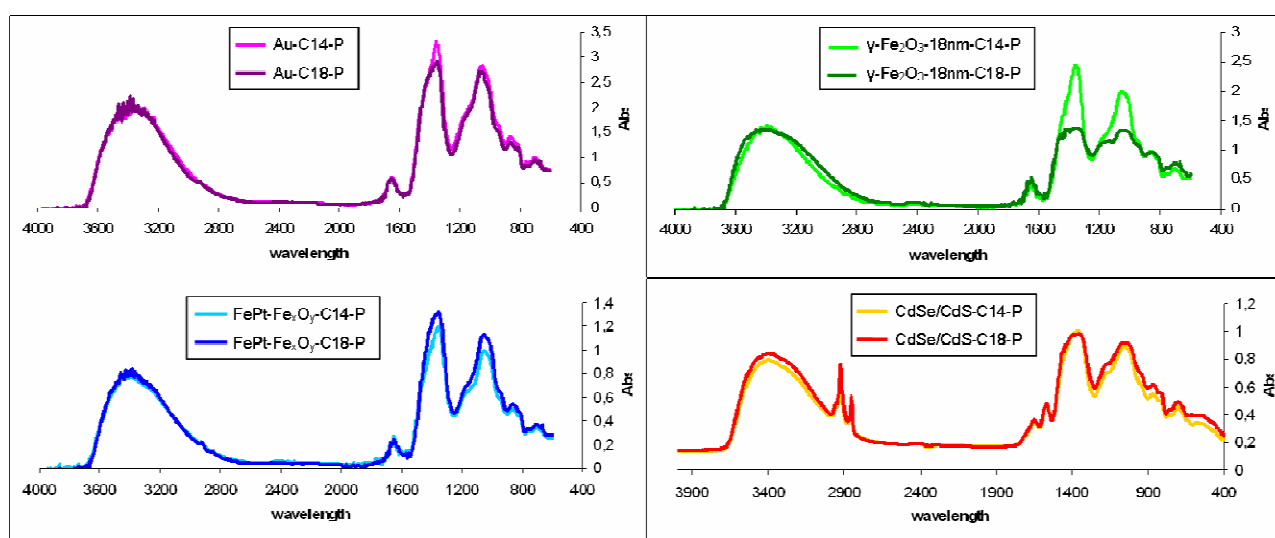 Au-C14-P
Au-C18-P
3,5
3
2,5
2
1,5
1
0,5
0
Abs
4000 3600 3200 2800 2400 2000 1600 1200 800 400
wavelength
γ-Fe₂O₃-18nm-C14-P
γ-Fe₂O₃-18nm-C18-P
3
2,5
2
1,5
1
0,5
0
Abs
4000 3600 3200 2800 2400 2000 1600 1200 800 400
wavelength
FePt-FeₓOᵧ-C14-P
FePt-FeₓOᵧ-C18-P
1,4
1,2
1
0,8
0,6
0,4
0,2
0
Abs
4000 3600 3200 2800 2400 2000 1600 1200 800 400
wavelength
CdSe/CdS-C14-P
CdSe/CdS-C18-P
1,2
1
0,8
0,6
0,4
0,2
0
Abs
3900 3400 2900 2400 1900 1400 900 400
wavelength